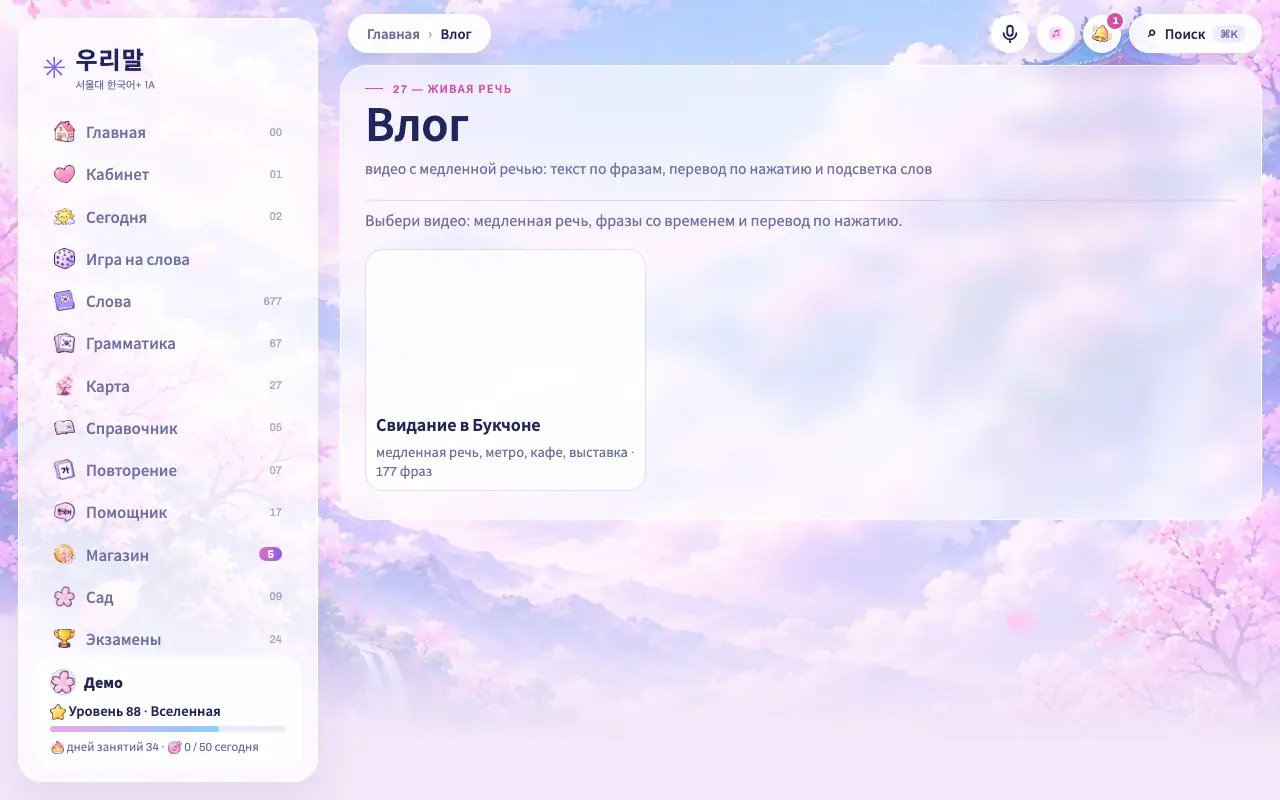 우리말
서울대 한국어+ 1A
Главная 00
Кабинет 01
Сегодня 02
Игра на слова
Слова 677
Грамматика 67
Карта 27
Справочник 05
Повторение 07
Помощник 17
Магазин 5
Сад 09
Экзамены 24
Демо
Уровень 88 · Вселенная
дней занятий 34 · 0 / 50 сегодня
Главная › Влог
1
Поиск ⌘K
27 — ЖИВАЯ РЕЧЬ
Влог
видео с медленной речью: текст по фразам, перевод по нажатию и подсветка слов
Выбери видео: медленная речь, фразы со временем и перевод по нажатию.
Свидание в Букчоне
медленная речь, метро, кафе, выставка ·
177 фраз